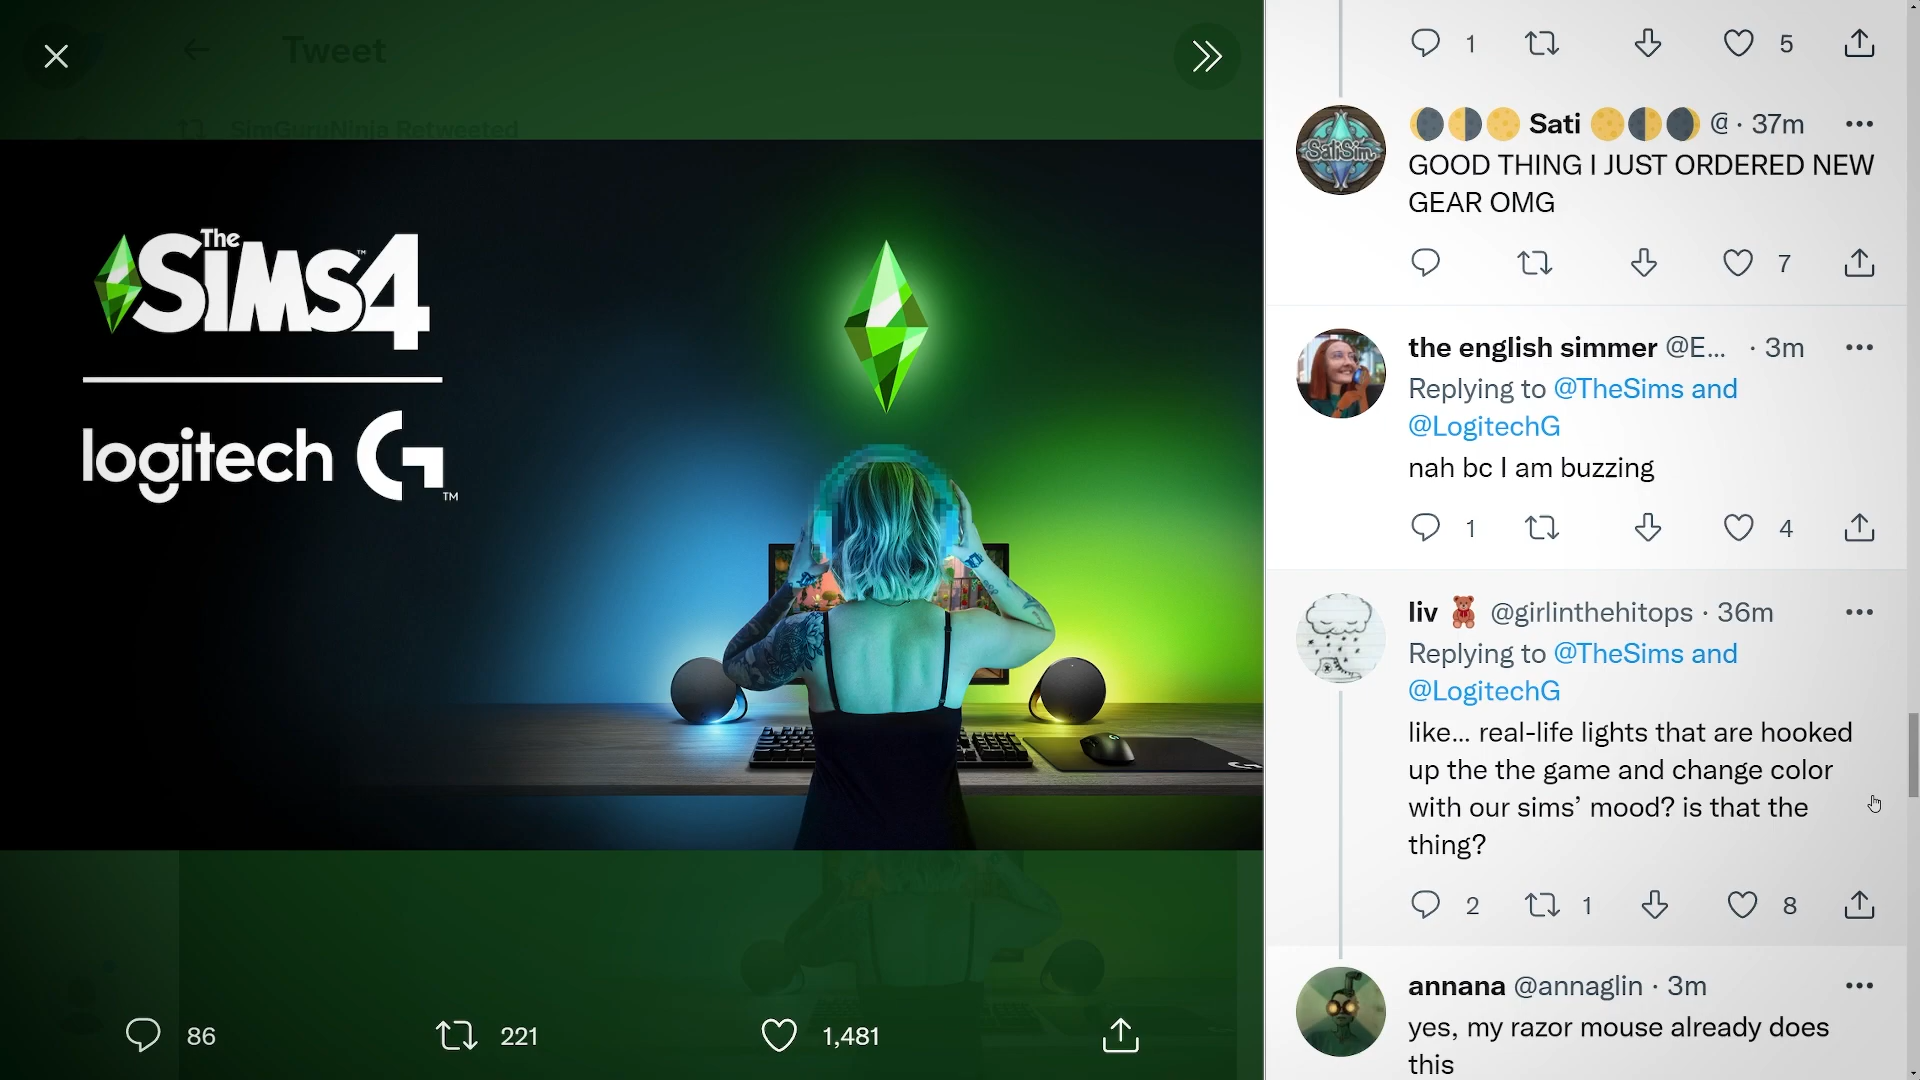 Tweet
SimGuruNinja Retweeted
The
SiMS4
logitech G
TM
86
221
1,481
1
5
Sati @ · 37m
GOOD THING I JUST ORDERED NEW
GEAR OMG
7
the english simmer @E... · 3m
Replying to @TheSims and
@LogitechG
nah bc I am buzzing
1
4
liv @girlinthehitops · 36m
Replying to @TheSims and
@LogitechG
like... real-life lights that are hooked
up the the game and change color
with our sims’ mood? is that the
thing?
2
1
8
annana @annaglin · 3m
yes, my razor mouse already does
this
SatiSim